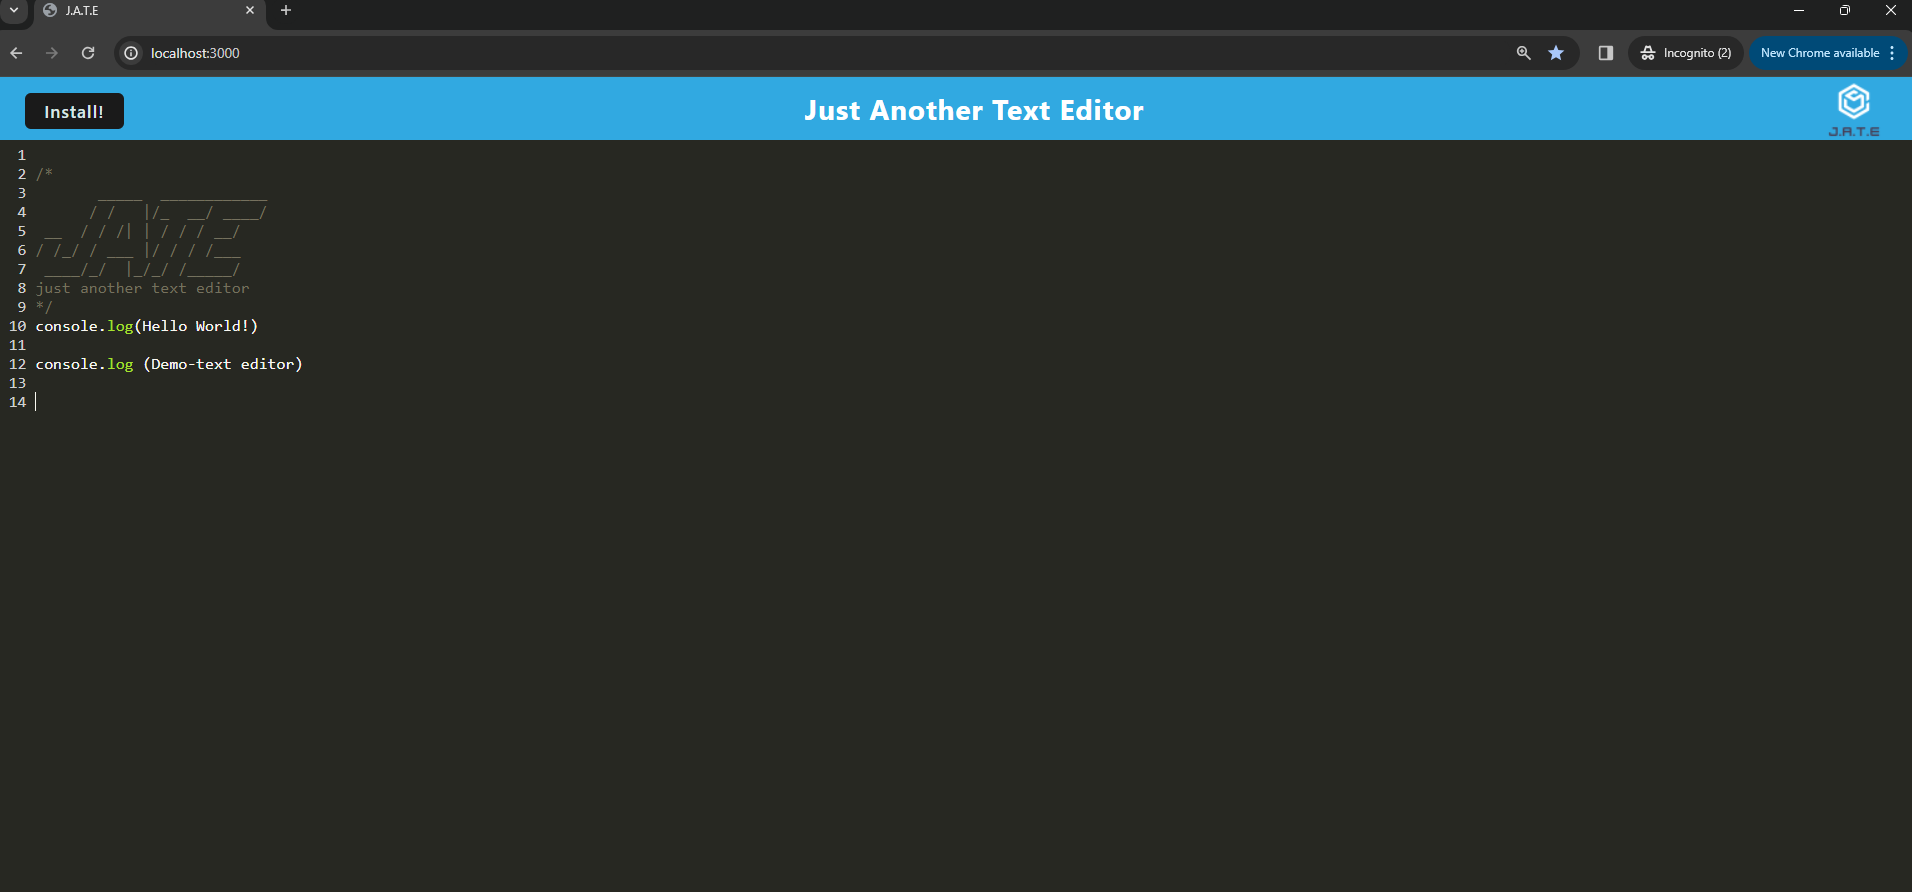 J.A.T.E
localhost:3000
Incognito (2)
New Chrome available
Install!
Just Another Text Editor
J.A.T.E
1
2 /*
3        _____  ____________
4       / /   |/_  __/ ____/
5  __  / / /| | / / / __/
6 / /_/ / ___ |/ / / /___
7  ____/_/  |_/_/ /_____/
8 just another text editor
9 */
10 console.log(Hello World!)
11
12 console.log (Demo-text editor)
13
14